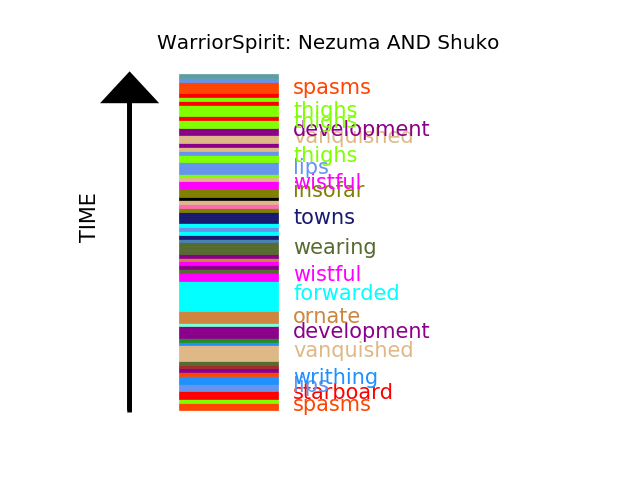 WarriorSpirit: Nezuma AND Shuko
spasms
thighs
thighs
development
vanquished
thighs
lips
wistful
insofar
towns
TIME
wearing
wistful
forwarded
ornate
development
vanquished
writhing
lips
starboard
spasms